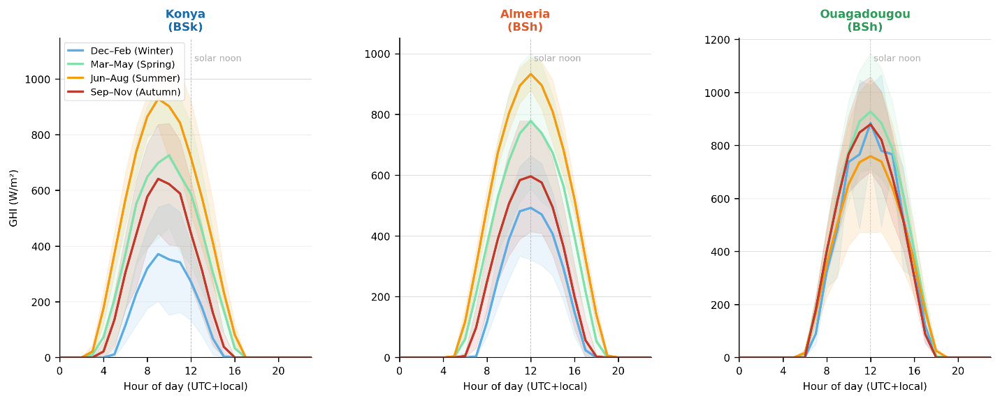 Konya
(BSk)
Dec–Feb (Winter)
Mar–May (Spring)
Jun–Aug (Summer)
Sep–Nov (Autumn)
solar noon
GHI (W/m²)
1000
800
600
400
200
0
0 4 8 12 16 20
Hour of day (UTC+local)
Almeria
(BSh)
solar noon
1000
800
600
400
200
0
0 4 8 12 16 20
Hour of day (UTC+local)
Ouagadougou
(BSh)
solar noon
1200
1000
800
600
400
200
0
0 4 8 12 16 20
Hour of day (UTC+local)